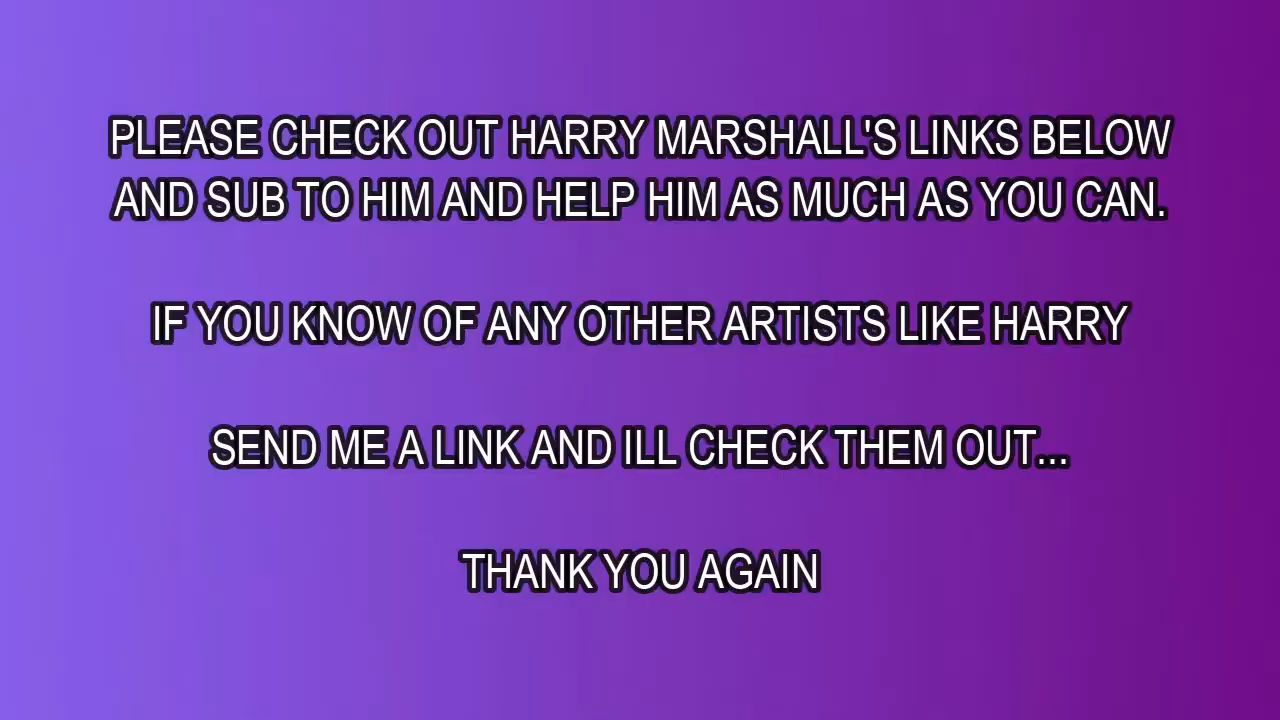 PLEASE CHECK OUT HARRY MARSHALL'S LINKS BELOW
AND SUB TO HIM AND HELP HIM AS MUCH AS YOU CAN.
IF YOU KNOW OF ANY OTHER ARTISTS LIKE HARRY
SEND ME A LINK AND ILL CHECK THEM OUT...
THANK YOU AGAIN